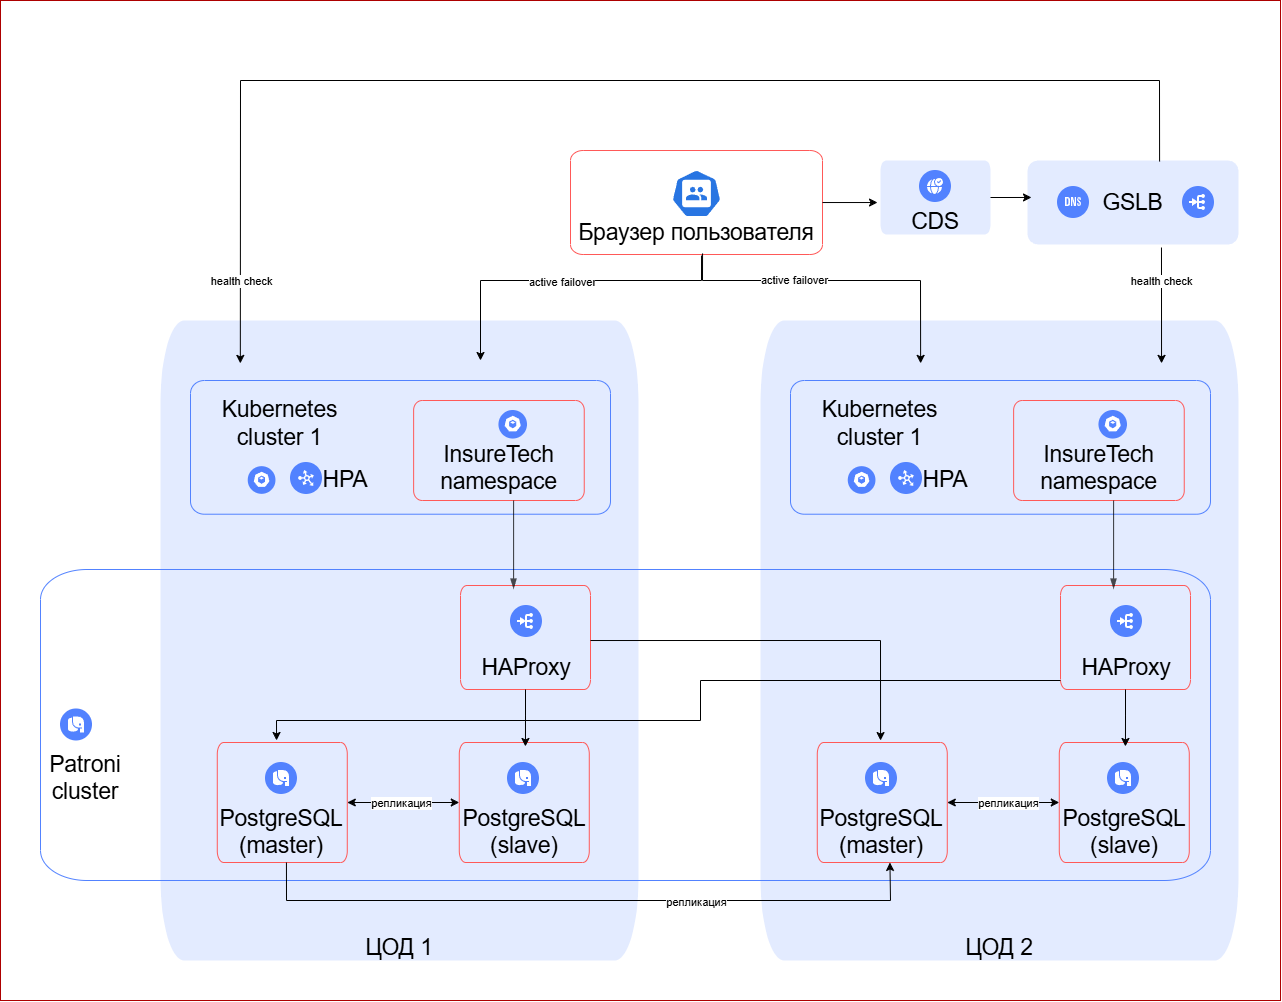 Браузер пользователя
CDS
DNS
GSLB
health check
active failover
active failover
health check
Kubernetes
cluster 1
HPA
InsureTech
namespace
Kubernetes
cluster 1
HPA
InsureTech
namespace
HAProxy
HAProxy
Patroni
cluster
PostgreSQL
(master)
репликация
PostgreSQL
(slave)
PostgreSQL
(master)
репликация
PostgreSQL
(slave)
репликация
ЦОД 1
ЦОД 2